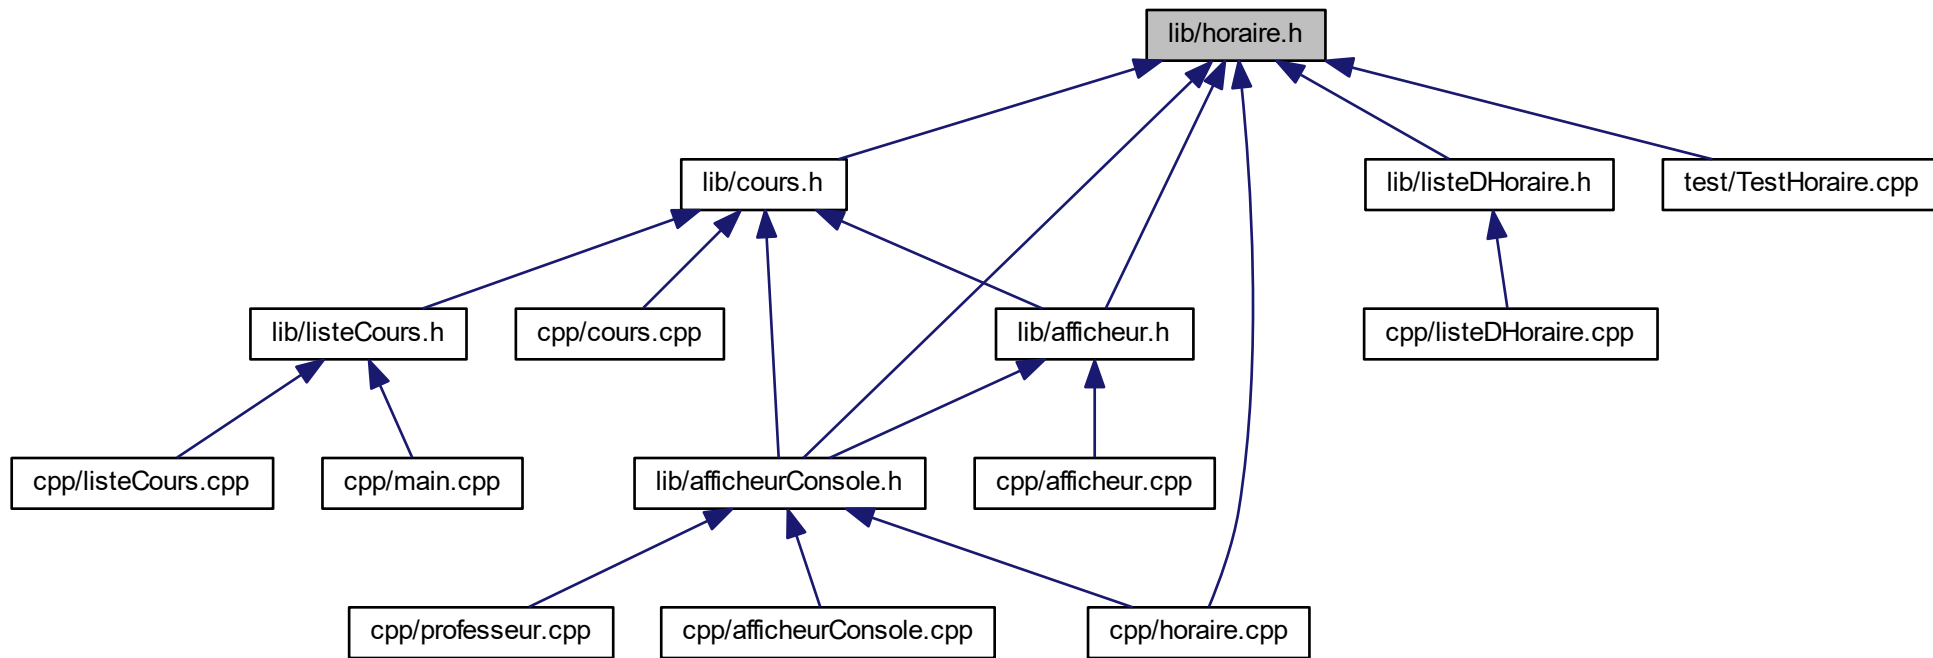 lib/horaire.h
lib/cours.h
lib/listeDHoraire.h
test/TestHoraire.cpp
lib/listeCours.h
cpp/cours.cpp
lib/afficheur.h
cpp/listeDHoraire.cpp
cpp/listeCours.cpp
cpp/main.cpp
lib/afficheurConsole.h
cpp/afficheur.cpp
cpp/professeur.cpp
cpp/afficheurConsole.cpp
cpp/horaire.cpp